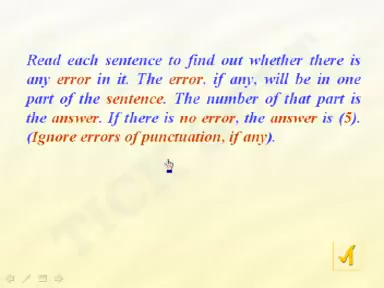 Read each sentence to find out whether there is
any error in it. The error, if any, will be in one
part of the sentence. The number of that part is
the answer. If there is no error, the answer is (5).
(Ignore errors of punctuation, if any).